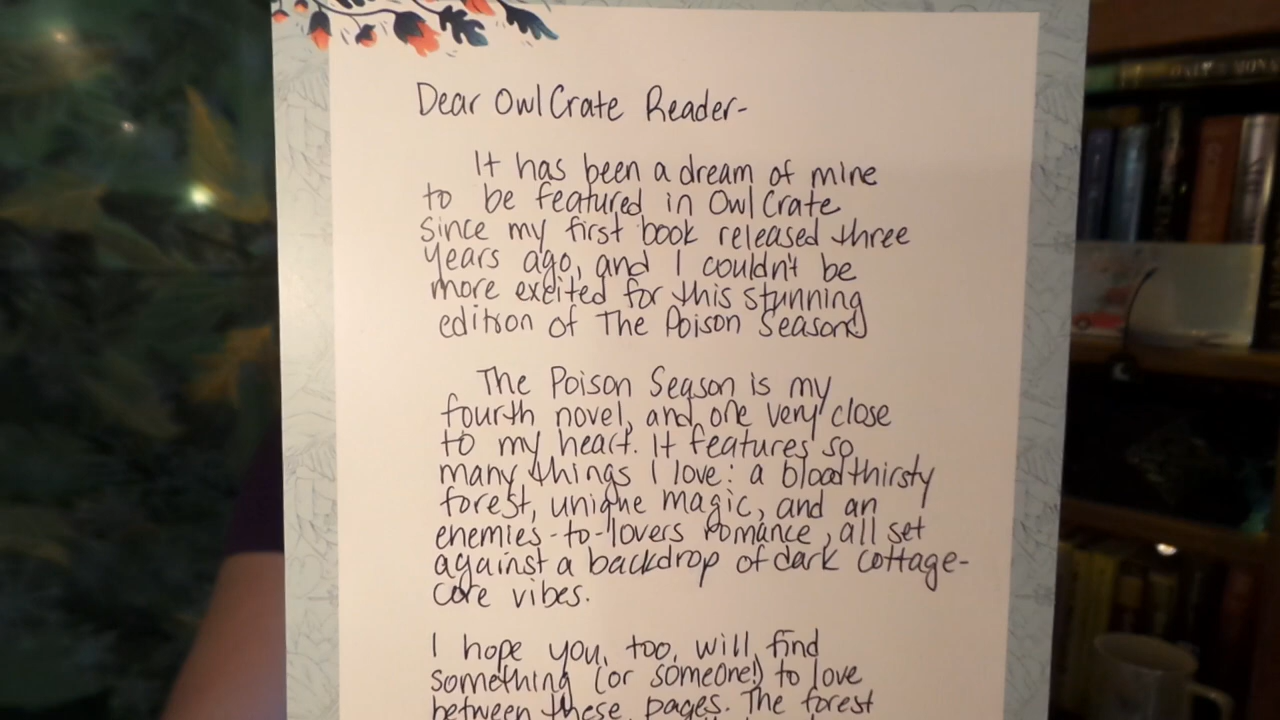 Dear OwlCrate Reader-
It has been a dream of mine
to be featured in OwlCrate
since my first book released three
years ago, and I couldn't be
more excited for this stunning
edition of The Poison Season!
The Poison Season is my
fourth novel, and one very close
to my heart. It features so
many things I love: a bloodthirsty
forest, unique magic, and an
enemies-to-lovers romance, all set
against a backdrop of dark cottage-
core vibes.
I hope you, too, will find
something (or someone!) to love
between these pages. The forest